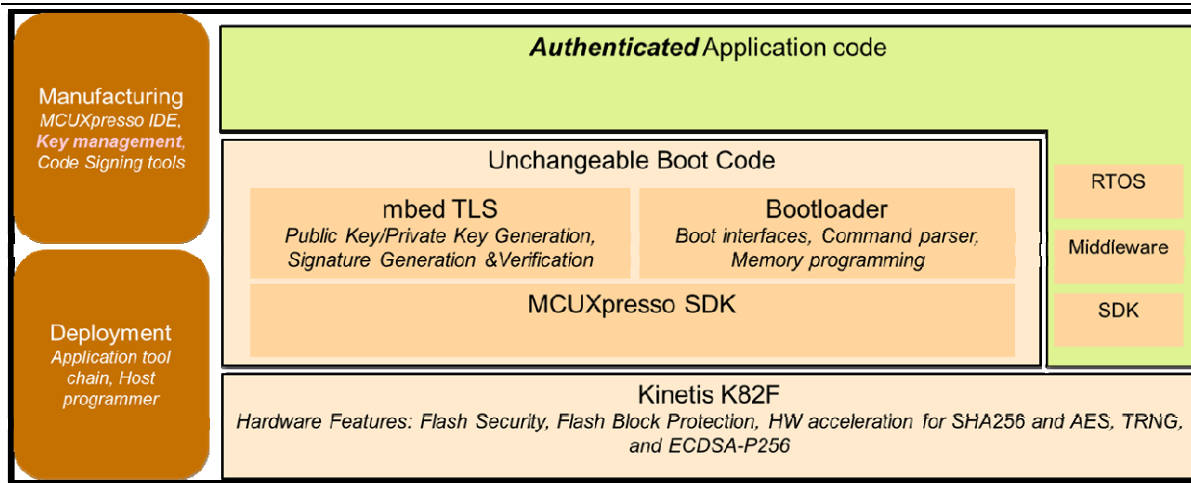 Manufacturing
MCUXpresso IDE,
Key management,
Code Signing tools
Deployment
Application tool
chain, Host
programmer
Authenticated Application code
Unchangeable Boot Code
mbed TLS
Public Key/Private Key Generation,
Signature Generation &Verification
Bootloader
Boot interfaces, Command parser,
Memory programming
MCUXpresso SDK
RTOS
Middleware
SDK
Kinetis K82F
Hardware Features: Flash Security, Flash Block Protection, HW acceleration for SHA256 and AES, TRNG,
and ECDSA-P256